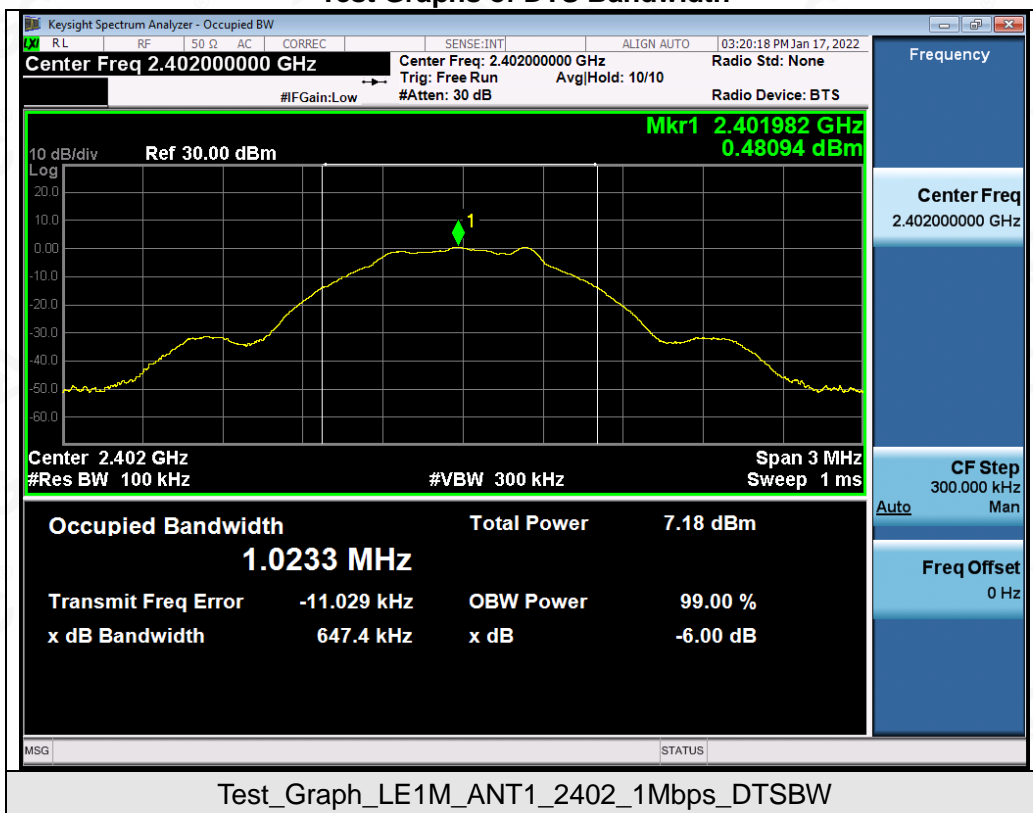 Test Graphs of DTS Bandwidth
Keysight Spectrum Analyzer - Occupied BW
LXI RL RF 50 Ω AC CORREC SENSE:INT ALIGN AUTO 03:20:18 PM Jan 17, 2022
Center Freq 2.402000000 GHz
Center Freq: 2.402000000 GHz
Radio Std: None
Trig: Free Run Avg|Hold: 10/10
#IFGain:Low #Atten: 30 dB Radio Device: BTS
Frequency
Mkr1 2.401982 GHz
0.48094 dBm
10 dB/div Ref 30.00 dBm
Log
20.0
10.0
0.00
-10.0
-20.0
-30.0
-40.0
-50.0
-60.0
1
Center 2.402 GHz Span 3 MHz
#Res BW 100 kHz #VBW 300 kHz Sweep 1 ms
Center Freq
2.402000000 GHz
CF Step
300.000 kHz
Auto Man
Freq Offset
0 Hz
Occupied Bandwidth Total Power 7.18 dBm
1.0233 MHz
Transmit Freq Error -11.029 kHz OBW Power 99.00 %
x dB Bandwidth 647.4 kHz x dB -6.00 dB
MSG STATUS
Test_Graph_LE1M_ANT1_2402_1Mbps_DTSBW